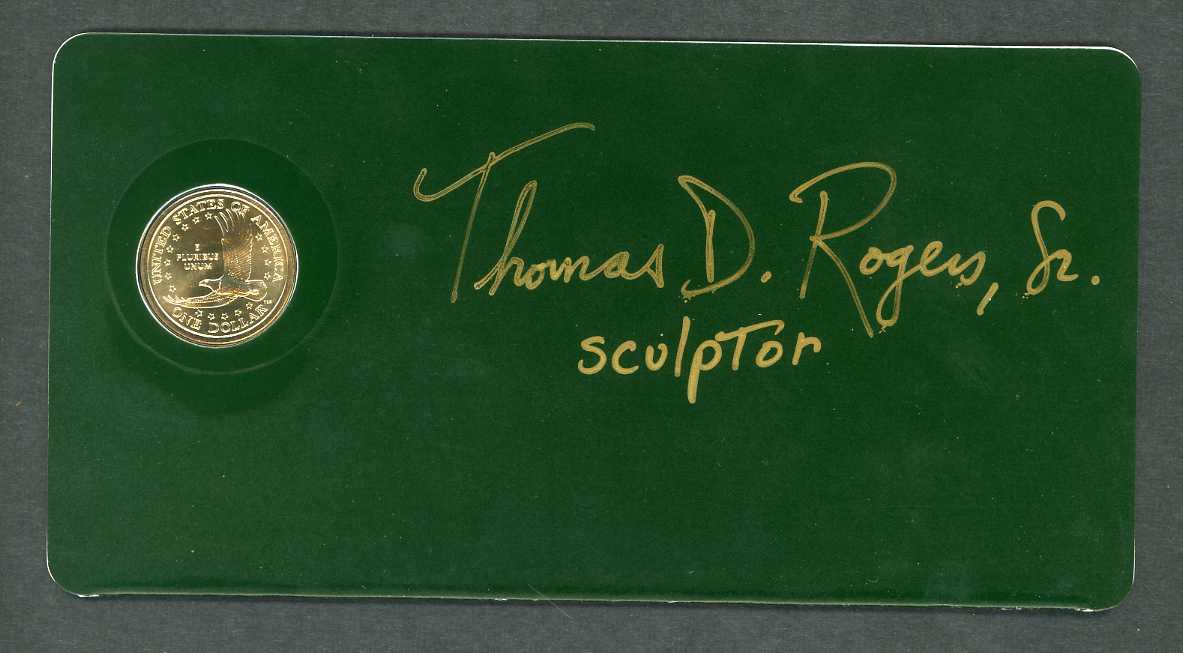 UNITED STATES OF AMERICA
E
PLURIBUS
UNUM
ONE DOLLAR
Thomas D. Rogers, Sr.
sculptor